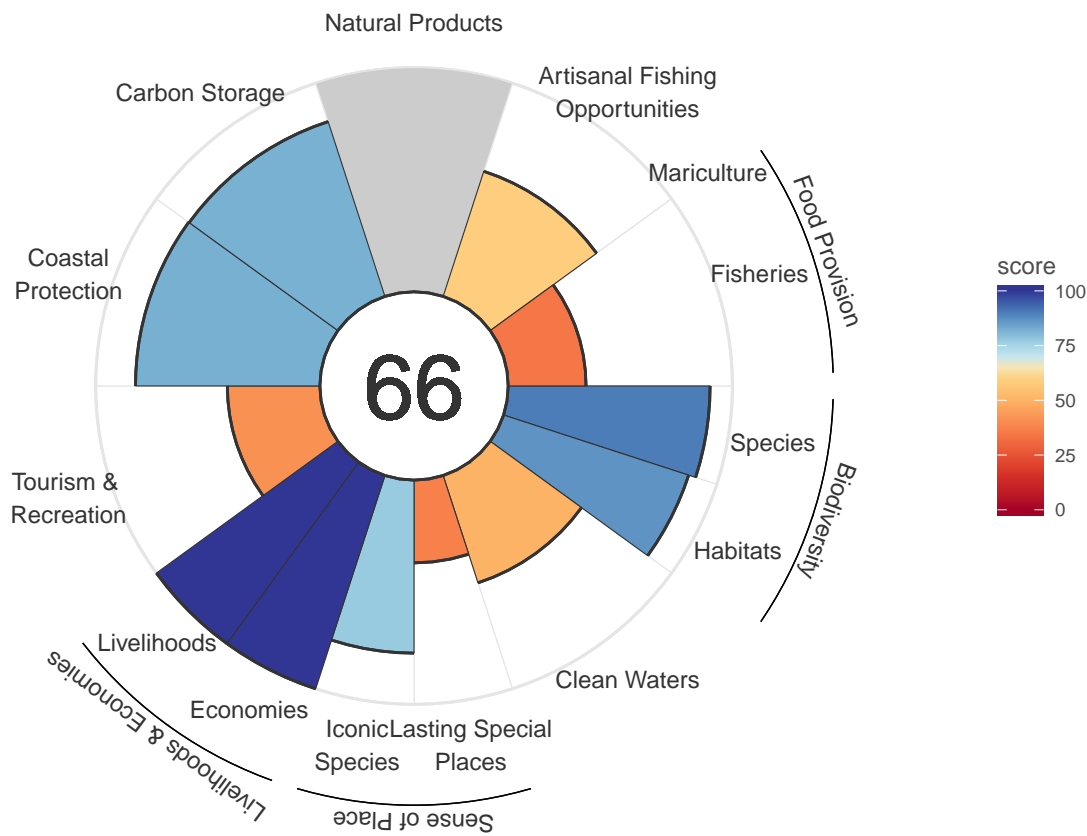 Natural Products
Artisanal Fishing
Opportunities
Carbon Storage
Mariculture
Food Provision
Fisheries
Coastal
Protection
score
100
75
50
25
0
66
Species
Biodiversity
Habitats
Tourism &
Recreation
Livelihoods
Clean Waters
Livelihoods & Economies
Economies
Iconic
Species
Lasting Special
Places
Sense of Place